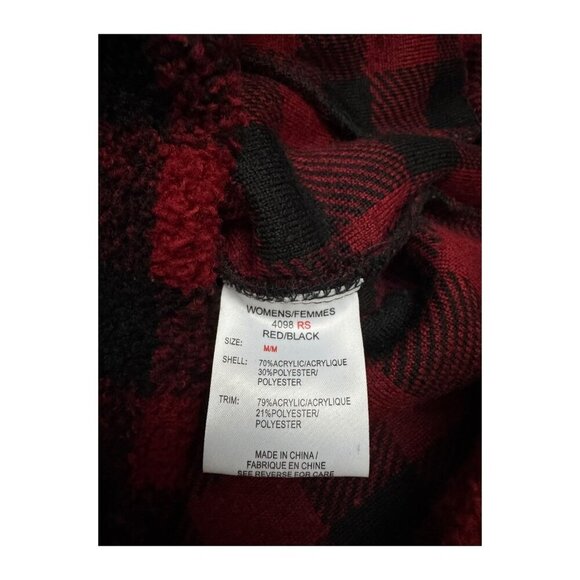 WOMENS/FEMMES
4098 RS
RED/BLACK
SIZE: M/M
SHELL: 70%ACRYLIC/ACRYLIQUE
30%POLYESTER/
POLYESTER
TRIM: 79%ACRYLIC/ACRYLIQUE
21%POLYESTER/
POLYESTER
MADE IN CHINA/
FABRIQUE EN CHINE
SEE REVERSE FOR CARE